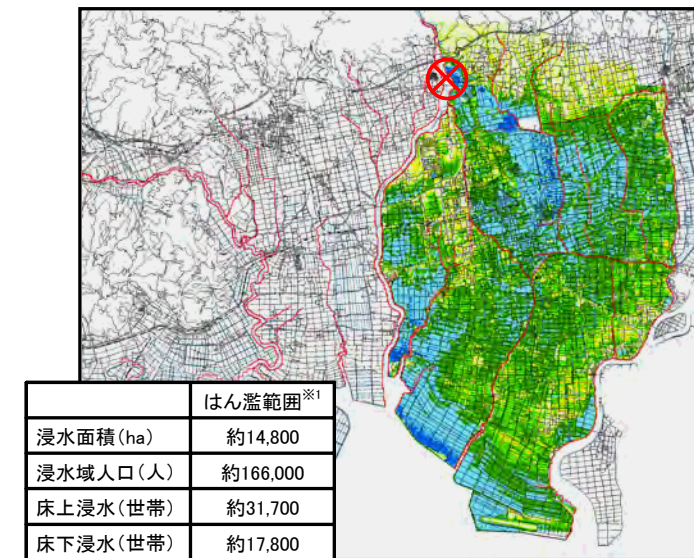 はん濫範囲※1
浸水面積(ha) 約14,800
浸水域人口(人) 約166,000
床上浸水(世帯) 約31,700
床下浸水(世帯) 約17,800